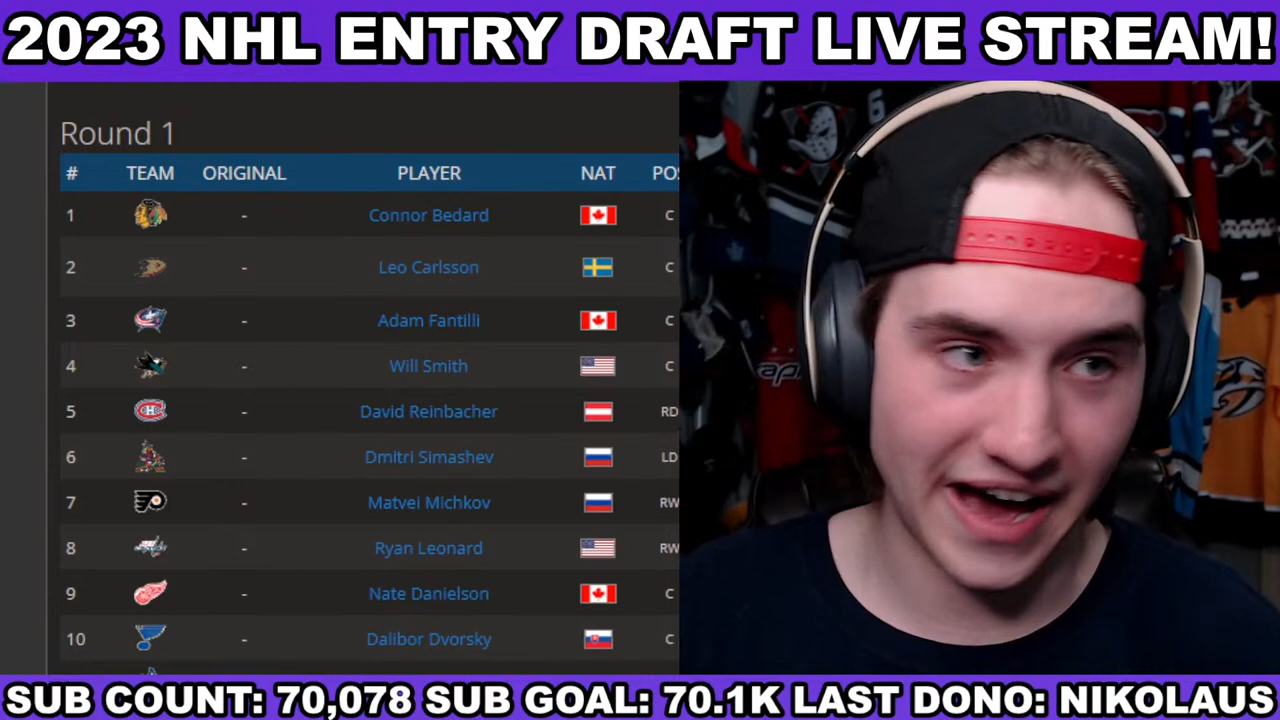 2023 NHL ENTRY DRAFT LIVE STREAM!
Round 1
# TEAM ORIGINAL PLAYER NAT
1 - Connor Bedard C
2 - Leo Carlsson C
3 - Adam Fantilli C
4 - Will Smith C
5 - David Reinbacher RD
6 - Dmitri Simashev LD
7 - Matvei Michkov RW
8 - Ryan Leonard RW
9 - Nate Danielson C
10 - Dalibor Dvorsky C
SUB COUNT: 70,078 SUB GOAL: 70.1K LAST DONO: NIKOLAUS